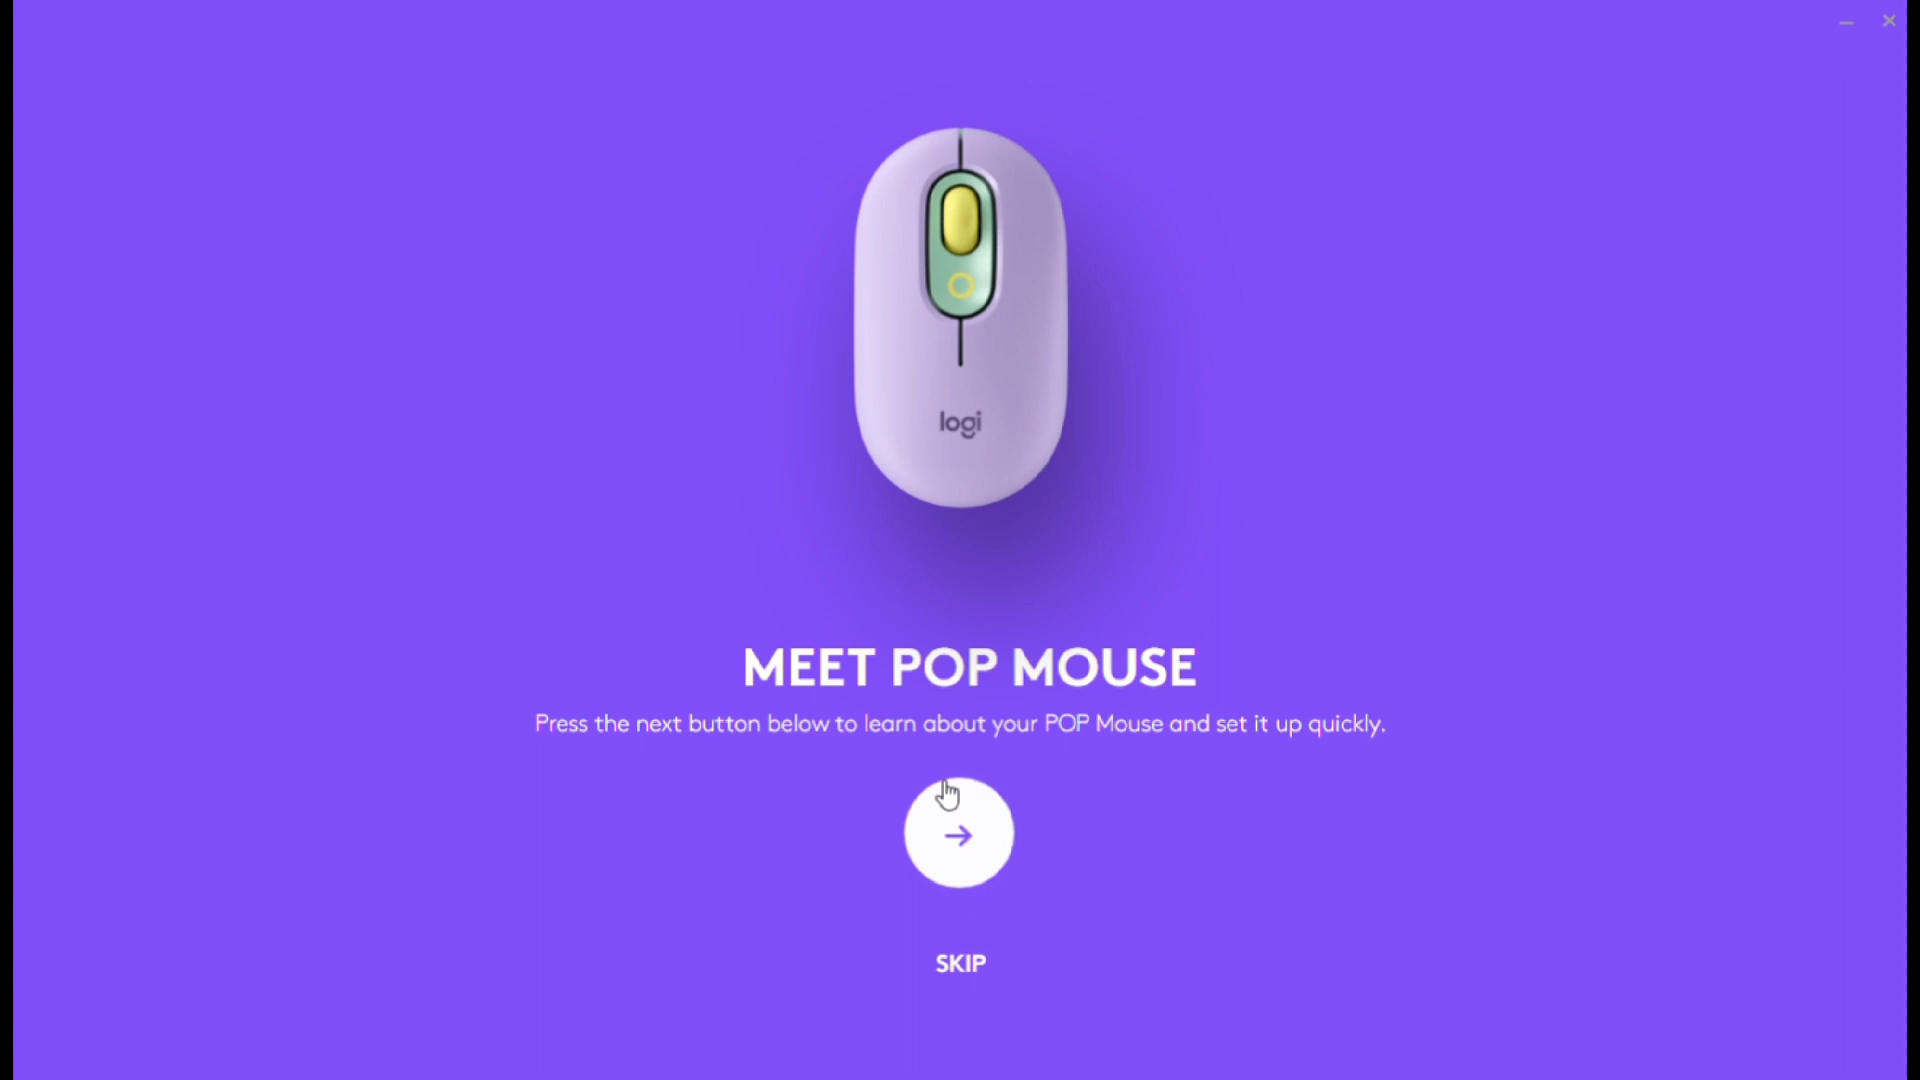 logi
MEET POP MOUSE
Press the next button below to learn about your POP Mouse and set it up quickly.
SKIP